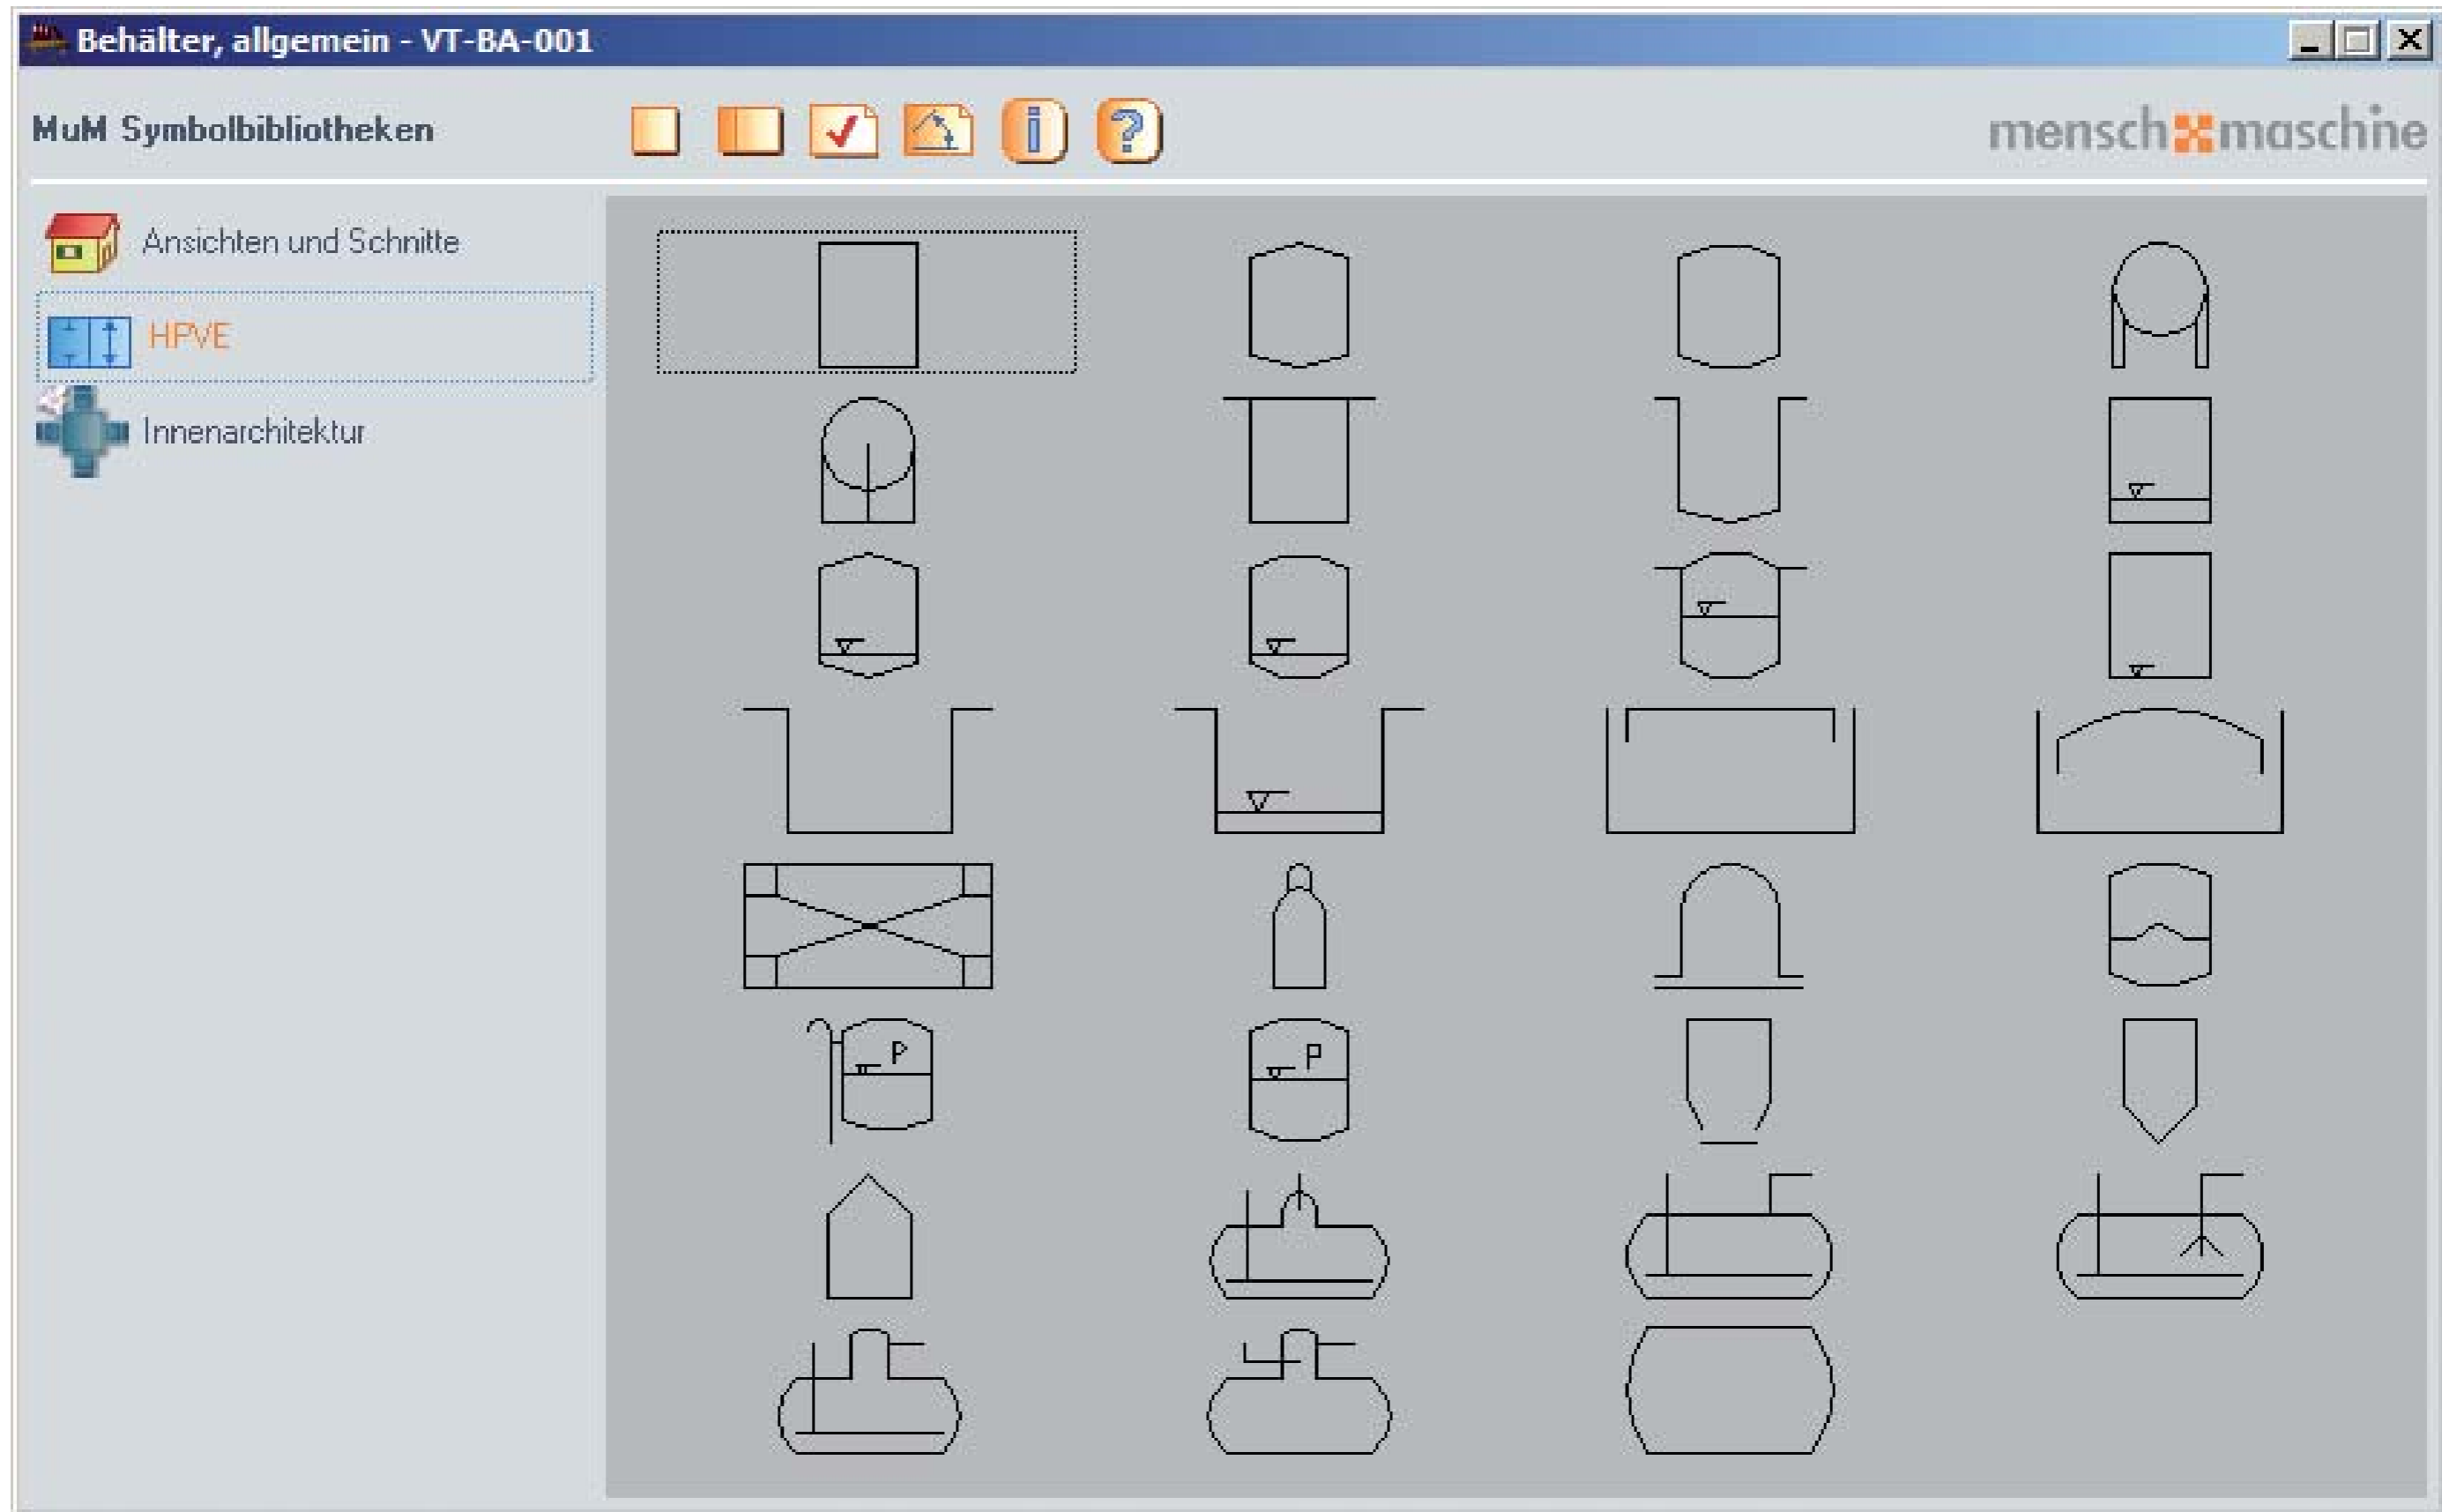 Behälter, allgemein - VT-BA-001
MuM Symbolbibliotheken
mensch maschine
Ansichten und Schnitte
HPVE
Innenarchitektur
P
P